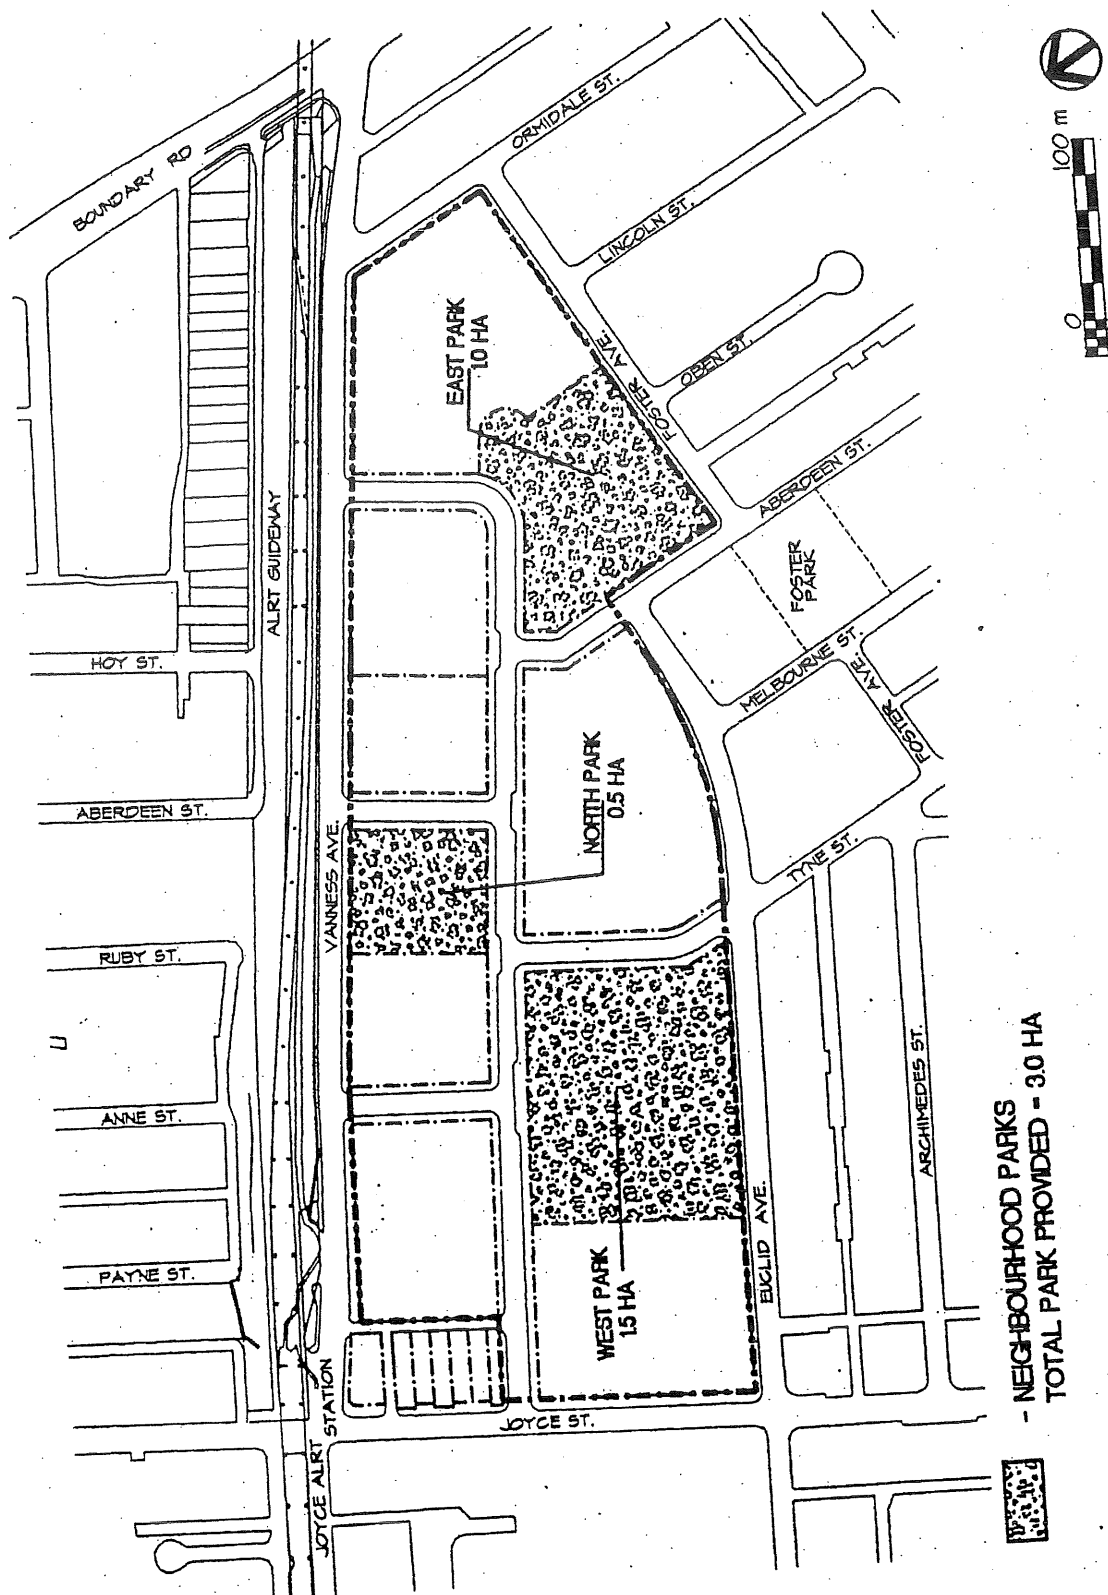 BOUNDARY RD
ORMIDALE ST.
LINCOLN ST.
OBEN ST.
FOSTER AVE.
ABERDEEN ST.
EAST PARK
1.0 HA
ALRT GUIDEWAY
HOY ST.
ABERDEEN ST.
VANNESS AVE.
RUBY ST.
ANNE ST.
PAYNE ST.
JOYCE ALRT STATION
JOYCE ST.
NORTH PARK
0.5 HA
FOSTER
PARK
MELBOURNE ST.
FOSTER AVE.
TYNE ST.
WEST PARK
1.5 HA
EUCLID AVE.
ARCHIMEDES ST.
0 100 m
- NEIGHBOURHOOD PARKS
TOTAL PARK PROVIDED = 3.0 HA